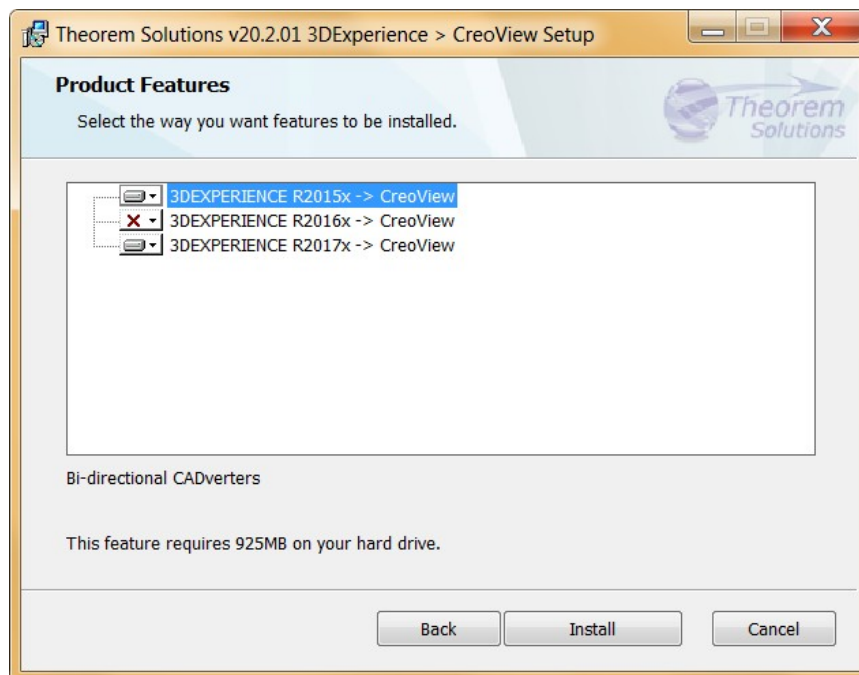 Theorem Solutions v20.2.01 3DExperience > CreoView Setup
Product Features
Select the way you want features to be installed.
Theorem
Solutions
3DEXPERIENCE R2015x -> CreoView
3DEXPERIENCE R2016x -> CreoView
3DEXPERIENCE R2017x -> CreoView
Bi-directional CADverters
This feature requires 925MB on your hard drive.
Back
Install
Cancel